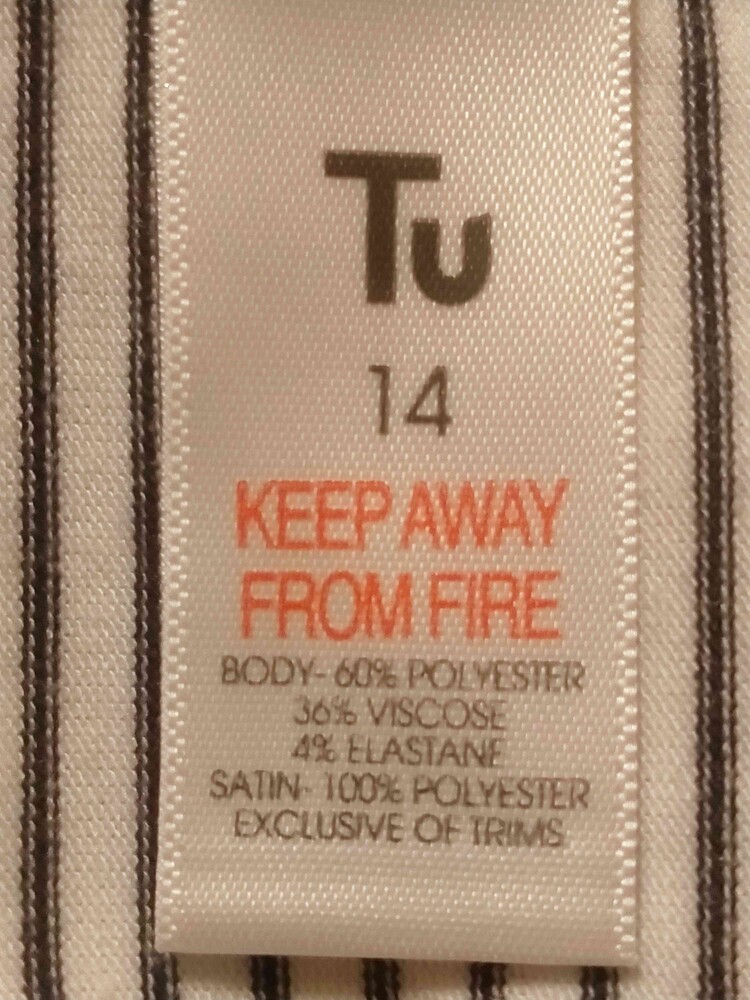 Tu
14
KEEP AWAY
FROM FIRE
BODY- 60% POLYESTER
36% VISCOSE
4% ELASTANE
SATIN- 100% POLYESTER
EXCLUSIVE OF TRIMS